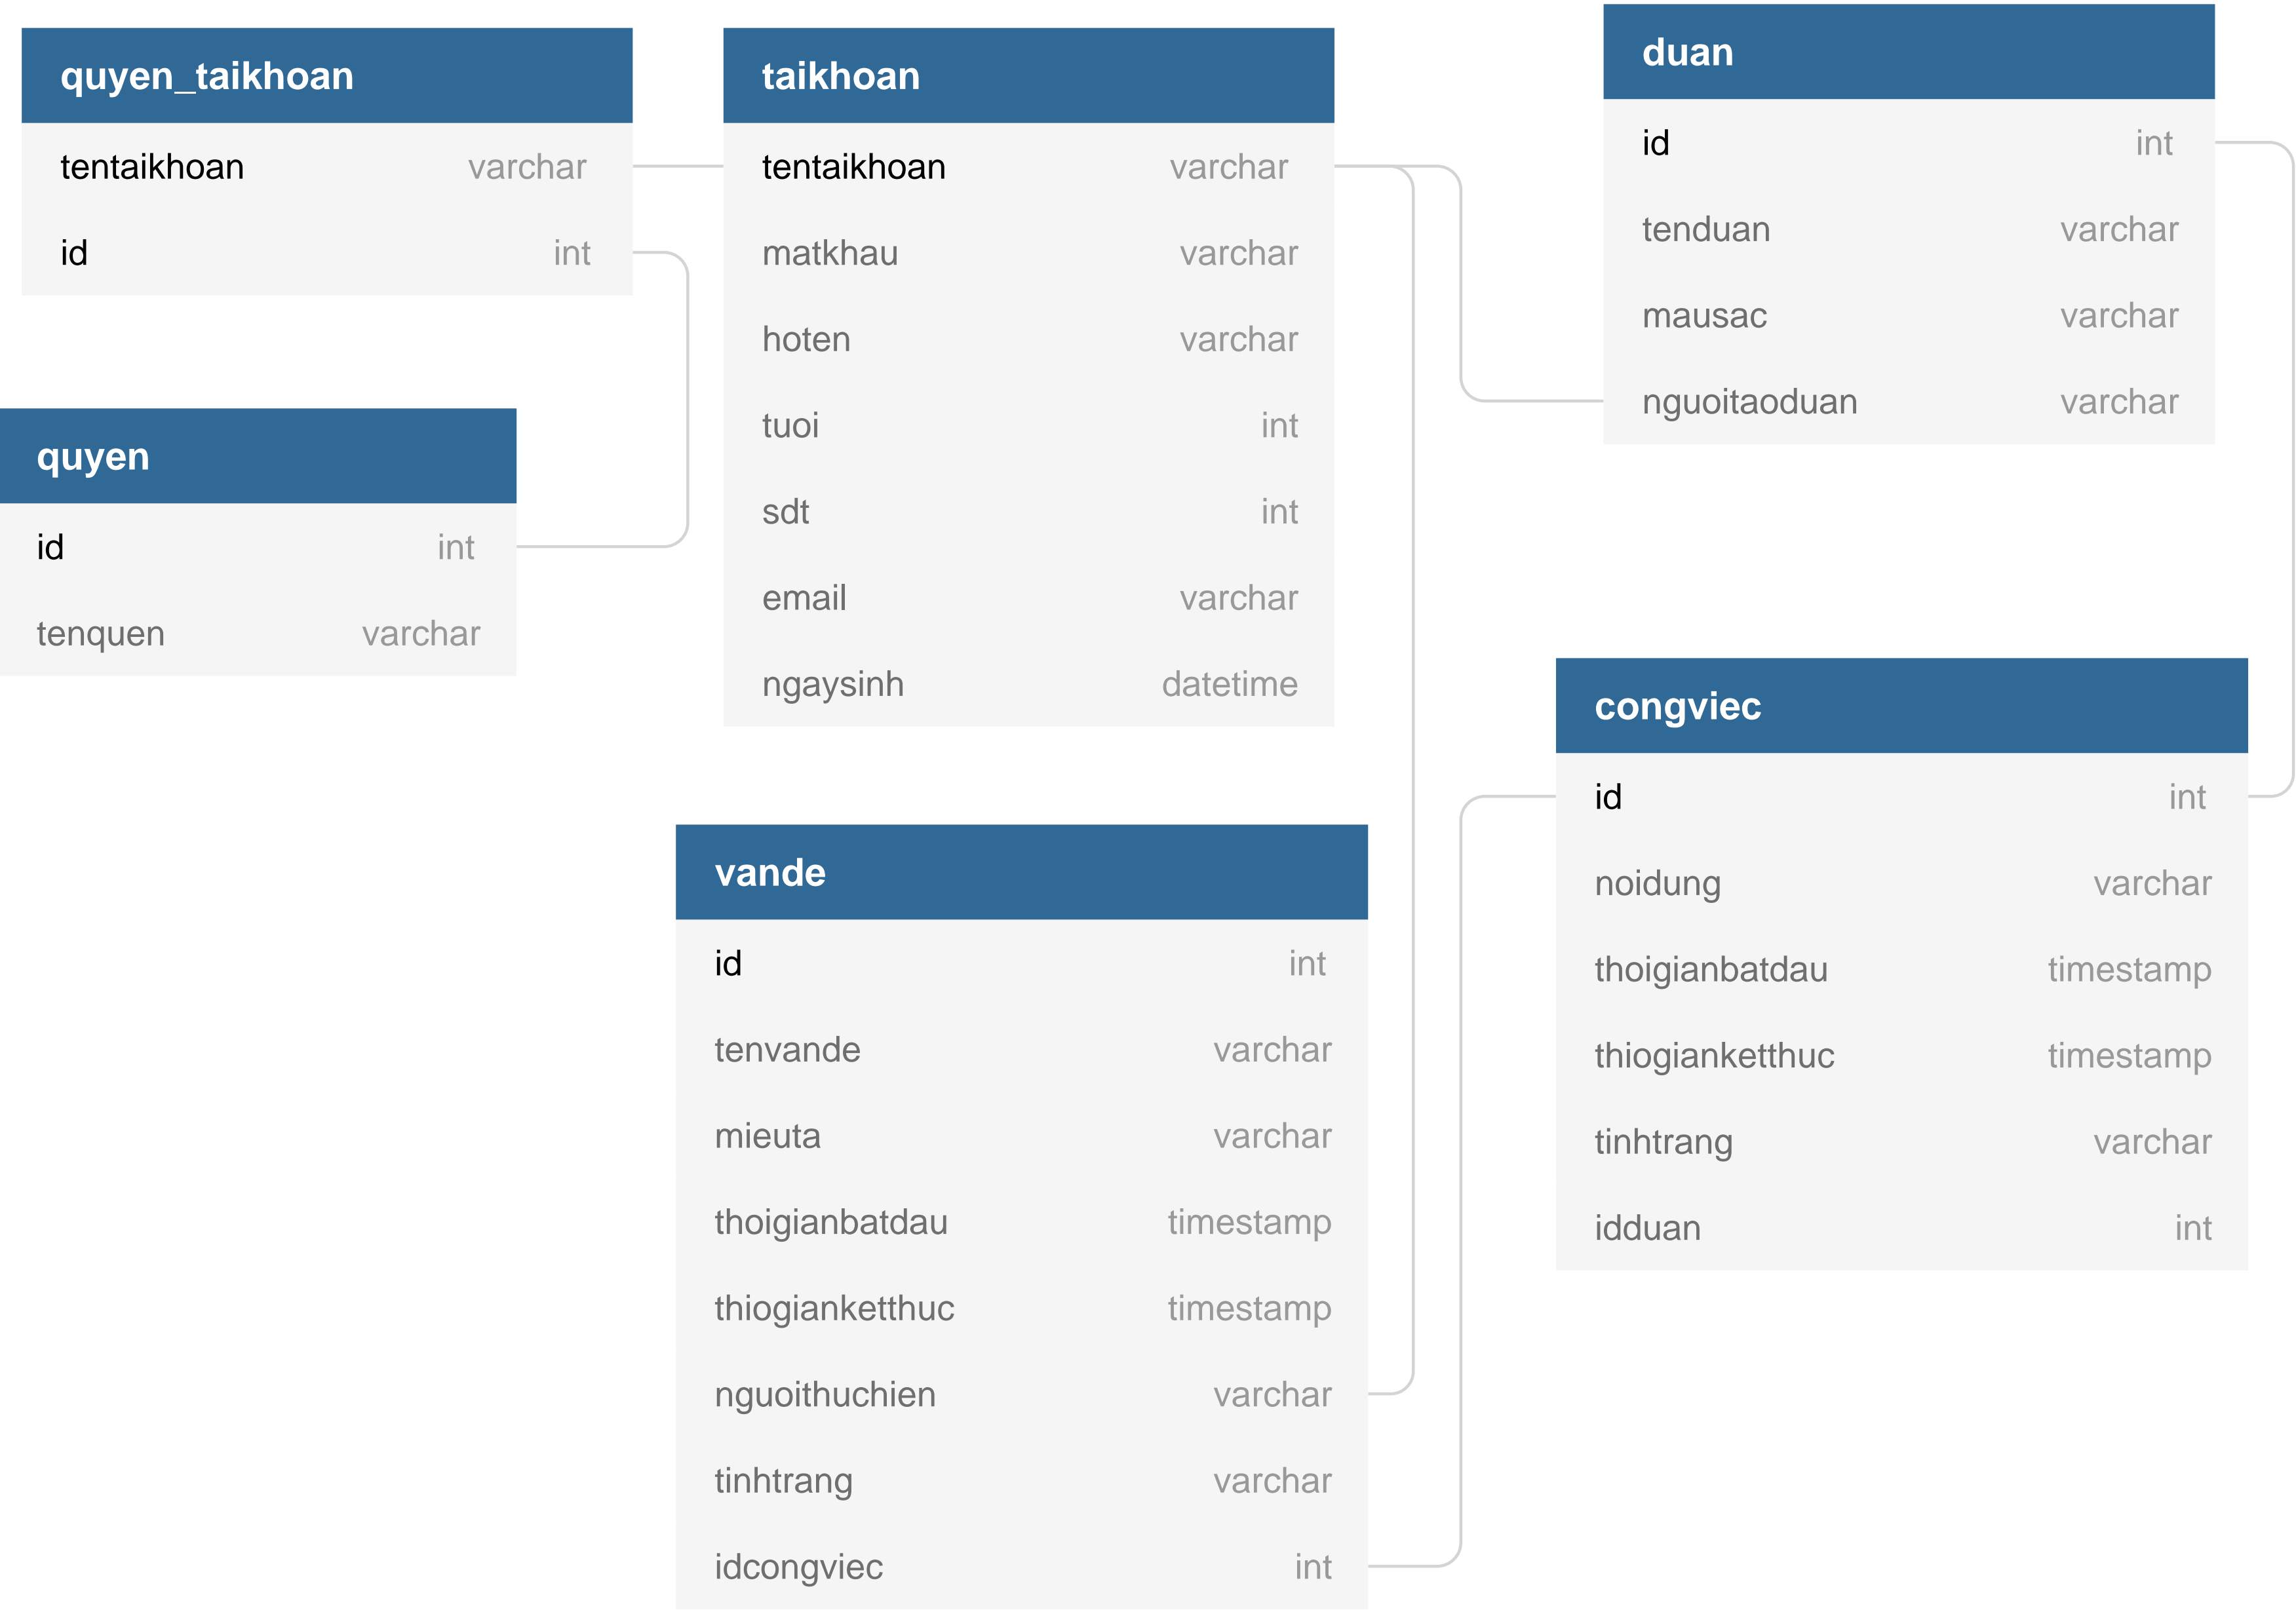 quyen_taikhoan
tentaikhoan varchar
id int
quyen
id int
tenquen varchar
taikhoan
tentaikhoan varchar
matkhau varchar
hoten varchar
tuoi int
sdt int
email varchar
ngaysinh datetime
duan
id int
tenduan varchar
mausac varchar
nguoitaoduan varchar
vande
id int
tenvande varchar
mieuta varchar
thoigianbatdau timestamp
thiogianketthuc timestamp
nguoithuchien varchar
tinhtrang varchar
idcongviec int
congviec
id int
noidung varchar
thoigianbatdau timestamp
thiogianketthuc timestamp
tinhtrang varchar
idduan int